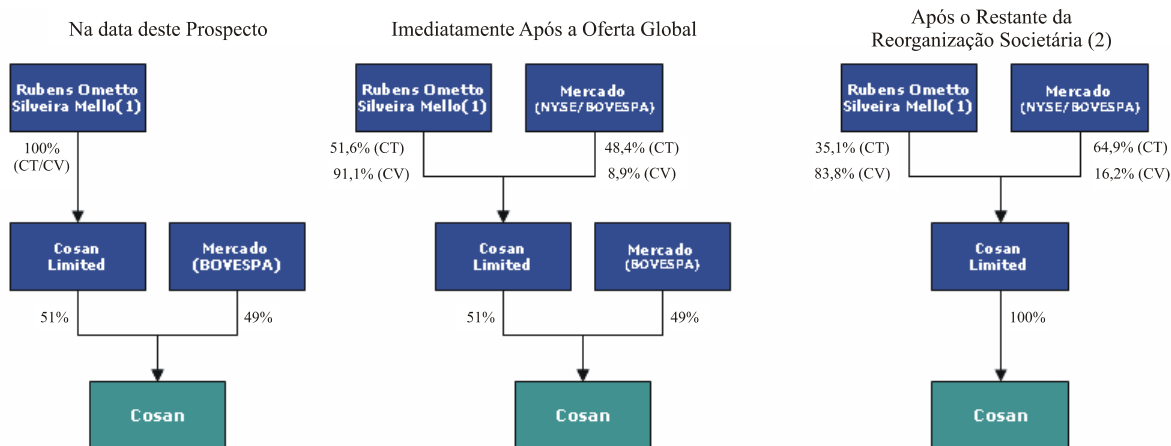 Na data deste Prospecto
Rubens Ometto
Silveira Mello(1)
100%
(CT/CV)
Cosan
Limited
Mercado
(BOVESPA)
51%
49%
Cosan
Imediatamente Após a Oferta Global
Rubens Ometto
Silveira Mello(1)
Mercado
(NYSE/BOVESPA}
51,6% (CT)
91,1% (CV)
48,4% (CT)
8,9% (CV)
Cosan
Limited
Mercado
(BOVESPA}
51%
49%
Cosan
Após o Restante da
Reorganização Societária (2)
Rubens Ometto
Silveira Mello(1)
Mercado
(NYSE/BOVESPA}
35,1% (CT)
83,8% (CV)
64,9% (CT)
16,2% (CV)
Cosan
Limited
100%
Cosan